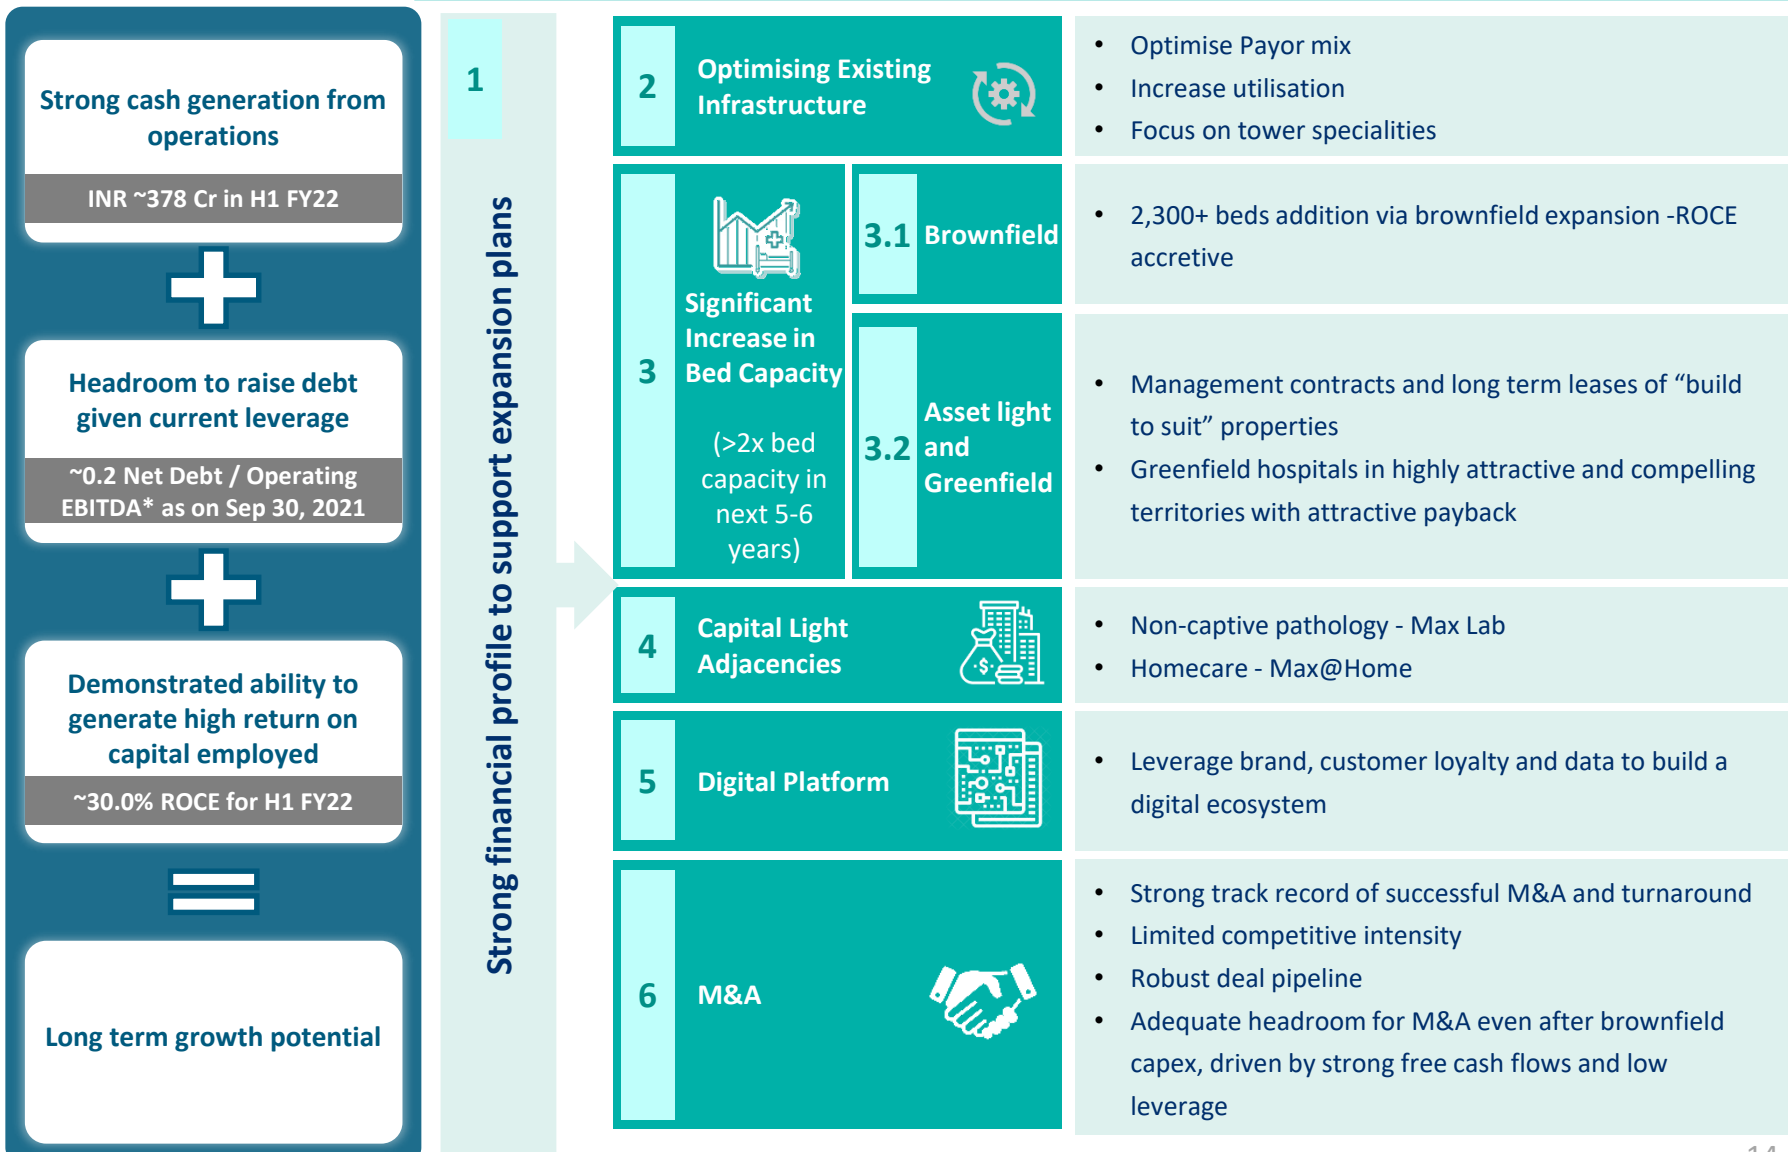 Strong cash generation from
operations
INR ~378 Cr in H1 FY22
Headroom to raise debt
given current leverage
~0.2 Net Debt / Operating
EBITDA* as on Sep 30, 2021
Demonstrated ability to
generate high return on
capital employed
~30.0% ROCE for H1 FY22
Long term growth potential
1
Strong financial profile to support expansion plans
2
Optimising Existing
Infrastructure
• Optimise Payor mix
• Increase utilisation
• Focus on tower specialities
3
Significant
Increase in
Bed Capacity
(>2x bed
capacity in
next 5-6
years)
3.1 Brownfield
• 2,300+ beds addition via brownfield expansion -ROCE
accretive
3.2
Asset light
and
Greenfield
• Management contracts and long term leases of “build
to suit” properties
• Greenfield hospitals in highly attractive and compelling
territories with attractive payback
4
Capital Light
Adjacencies
• Non-captive pathology - Max Lab
• Homecare - Max@Home
5
Digital Platform
• Leverage brand, customer loyalty and data to build a
digital ecosystem
6
M&A
• Strong track record of successful M&A and turnaround
• Limited competitive intensity
• Robust deal pipeline
• Adequate headroom for M&A even after brownfield
capex, driven by strong free cash flows and low
leverage